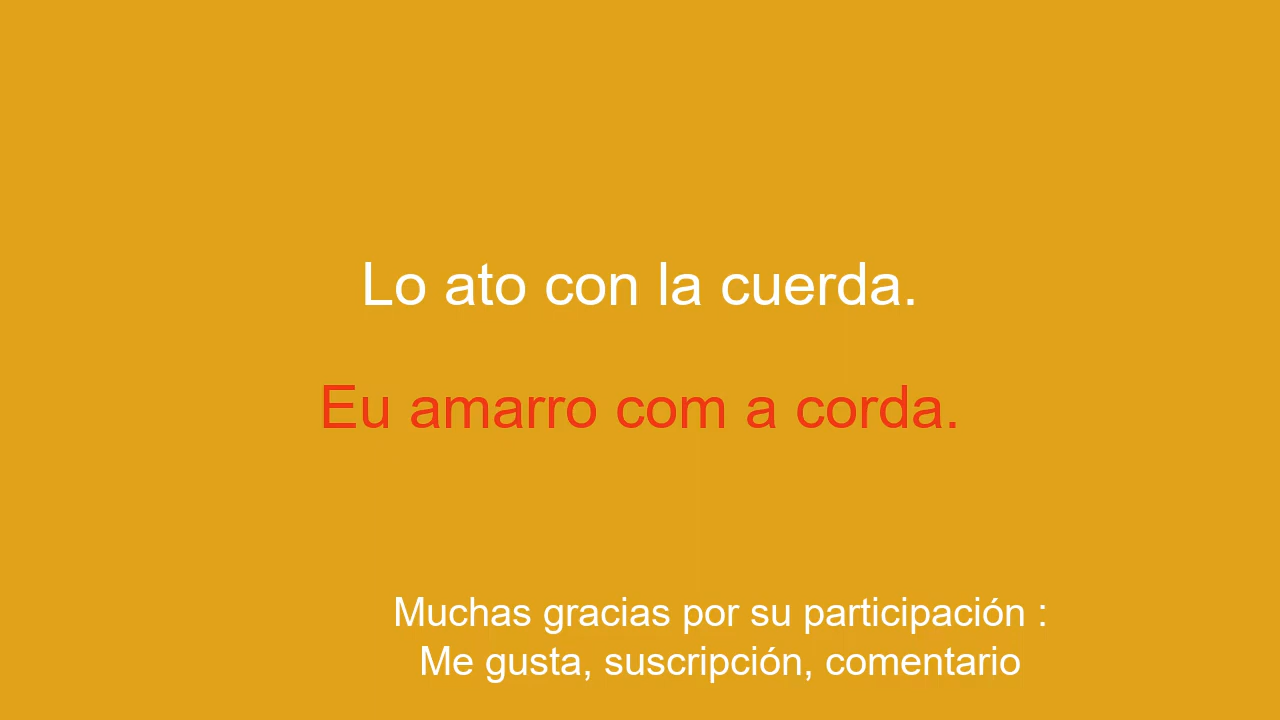 Lo ato con la cuerda.
Eu amarro com a corda.
Muchas gracias por su participación :
Me gusta, suscripción, comentario